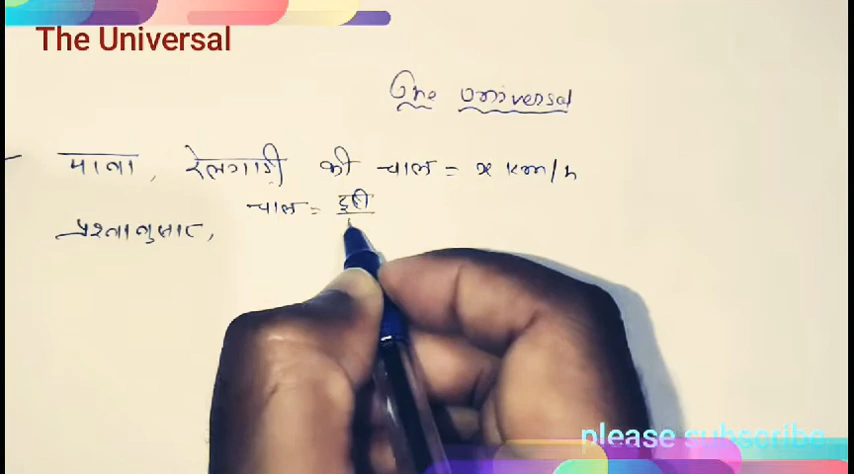 The Universal
The Universal
माना, रेलगाड़ी की चाल = x km/h
चाल = दूरी
प्रश्नानुसार,
please subscribe